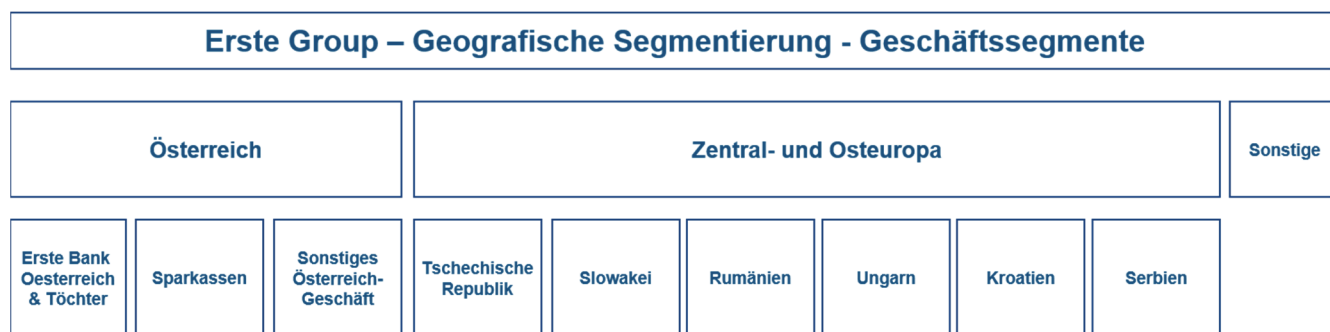 Erste Group – Geografische Segmentierung - Geschäftssegmente
Österreich
Zentral- und Osteuropa
Sonstige
Erste Bank
Oesterreich
& Töchter
Sparkassen
Sonstiges
Österreich-
Geschäft
Tschechische
Republik
Slowakei
Rumänien
Ungarn
Kroatien
Serbien